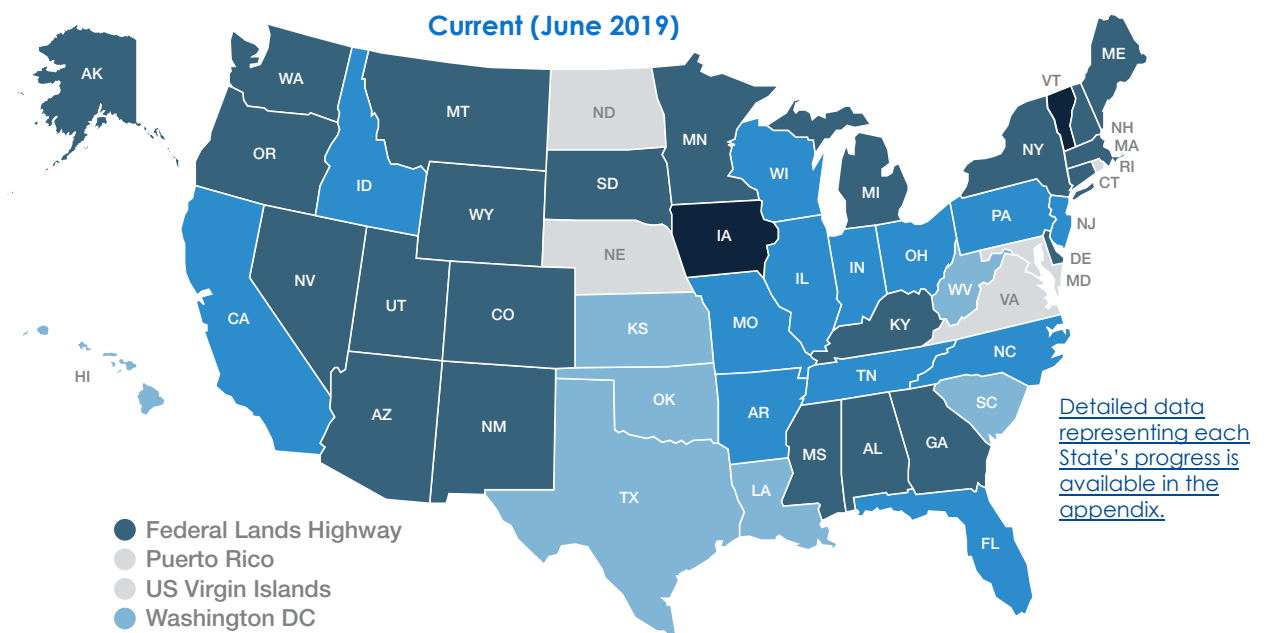 Current (June 2019)
AK
WA
MT
ND
MN
VT
ME
OR
ID
SD
WI
MI
NY
NH
MA
RI
CT
WY
IA
PA
NJ
NV
UT
CO
NE
IL
IN
OH
WV
VA
DE
MD
CA
KS
MO
KY
HI
AZ
NM
OK
AR
TN
NC
SC
TX
LA
MS
AL
GA
FL
Detailed data
representing each
State's progress is
available in the
appendix.
Federal Lands Highway
Puerto Rico
US Virgin Islands
Washington DC